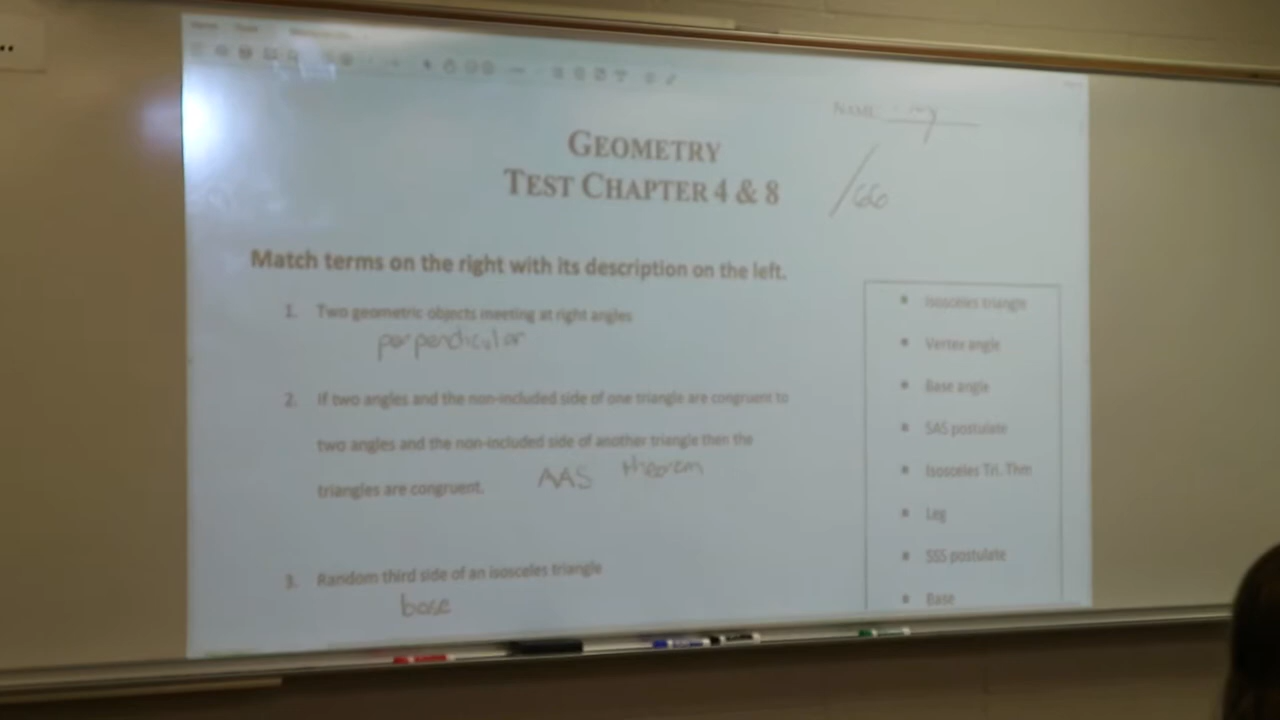 GEOMETRY
TEST CHAPTER 4 & 8
Match terms on the right with its description on the left.
1. Two geometric objects meeting at right angles
perpendicular
2. If two angles and the non-included side of one triangle are congruent to
two angles and the non-included side of another triangle then the
triangles are congruent.
AAS theorem
3. Random third side of an isosceles triangle
base
Isosceles triangle
Vertex angle
Base angle
SAS postulate
Isosceles Tri. Thm
Leg
SSS postulate
Base